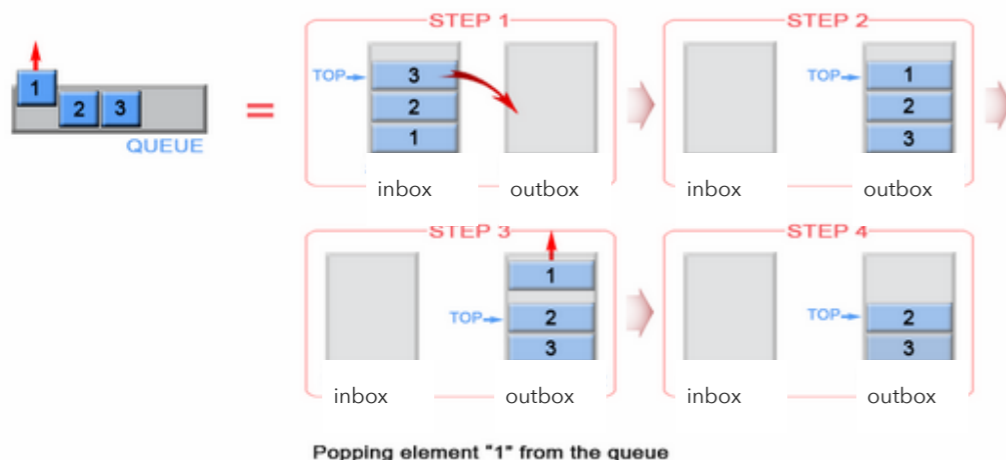 1
2 3
QUEUE
=
STEP 1
TOP
3
2
1
inbox
outbox
STEP 2
TOP
1
2
3
inbox
outbox
STEP 3
1
TOP
2
3
inbox
outbox
STEP 4
TOP
2
3
inbox
outbox
Popping element "1" from the queue